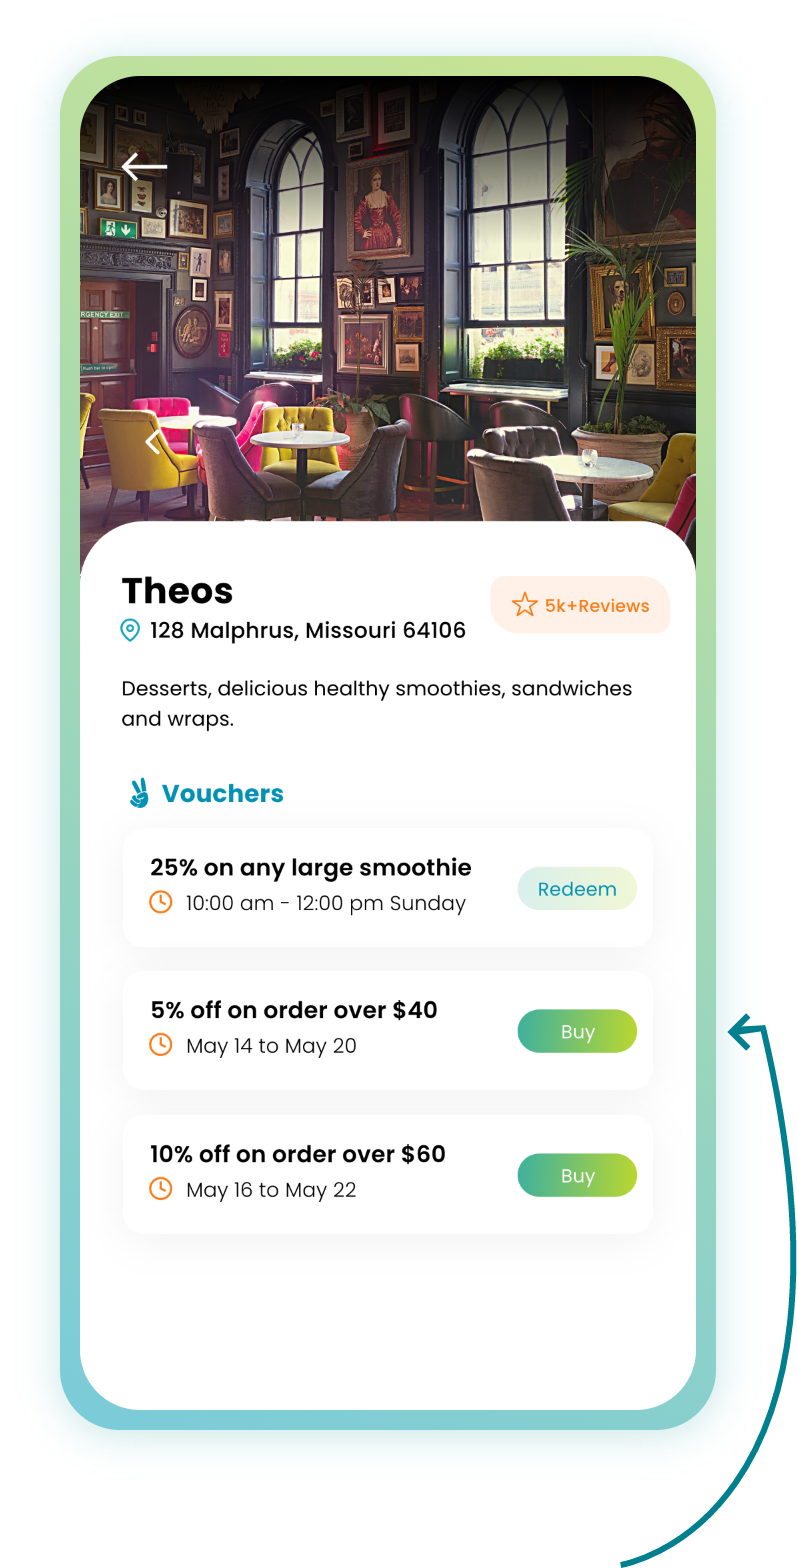 RGENCY EXIT
Theos
5k+Reviews
128 Malphrus, Missouri 64106
Desserts, delicious healthy smoothies, sandwiches
and wraps.
Vouchers
25% on any large smoothie
10:00 am - 12:00 pm Sunday
Redeem
5% off on order over $40
May 14 to May 20
Buy
10% off on order over $60
May 16 to May 22
Buy